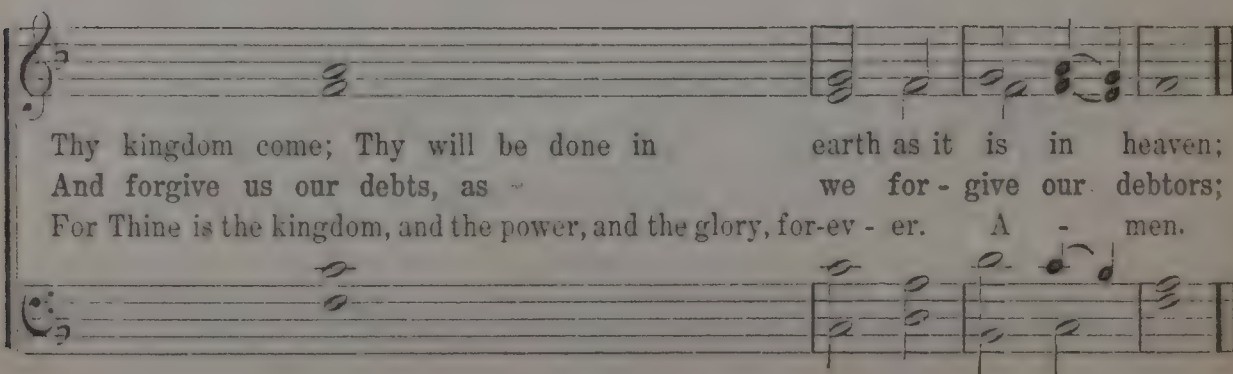 Thy kingdom come; Thy will be done in earth as it is in heaven;
And forgive us our debts, as we for - give our debtors;
For Thine is the kingdom, and the power, and the glory, for-ev - er. A - men.